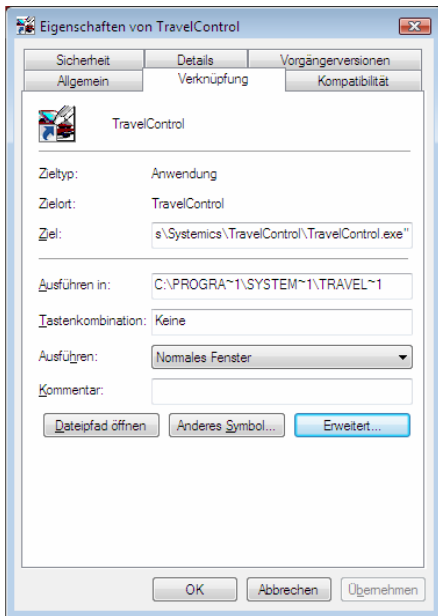 Eigenschaften von TravelControl
Sicherheit Details Vorgängerversionen
Allgemein Verknüpfung Kompatibilität
TravelControl
Zieltyp: Anwendung
Zielort: TravelControl
Ziel: s\Systemics\TravelControl\TravelControl.exe"
Ausführen in: C:\PROGRA~1\SYSTEM~1\TRAVEL~1
Tastenkombination: Keine
Ausführen: Normales Fenster
Kommentar:
Dateipfad öffnen Anderes Symbol... Erweitert...
OK Abbrechen Übernehmen